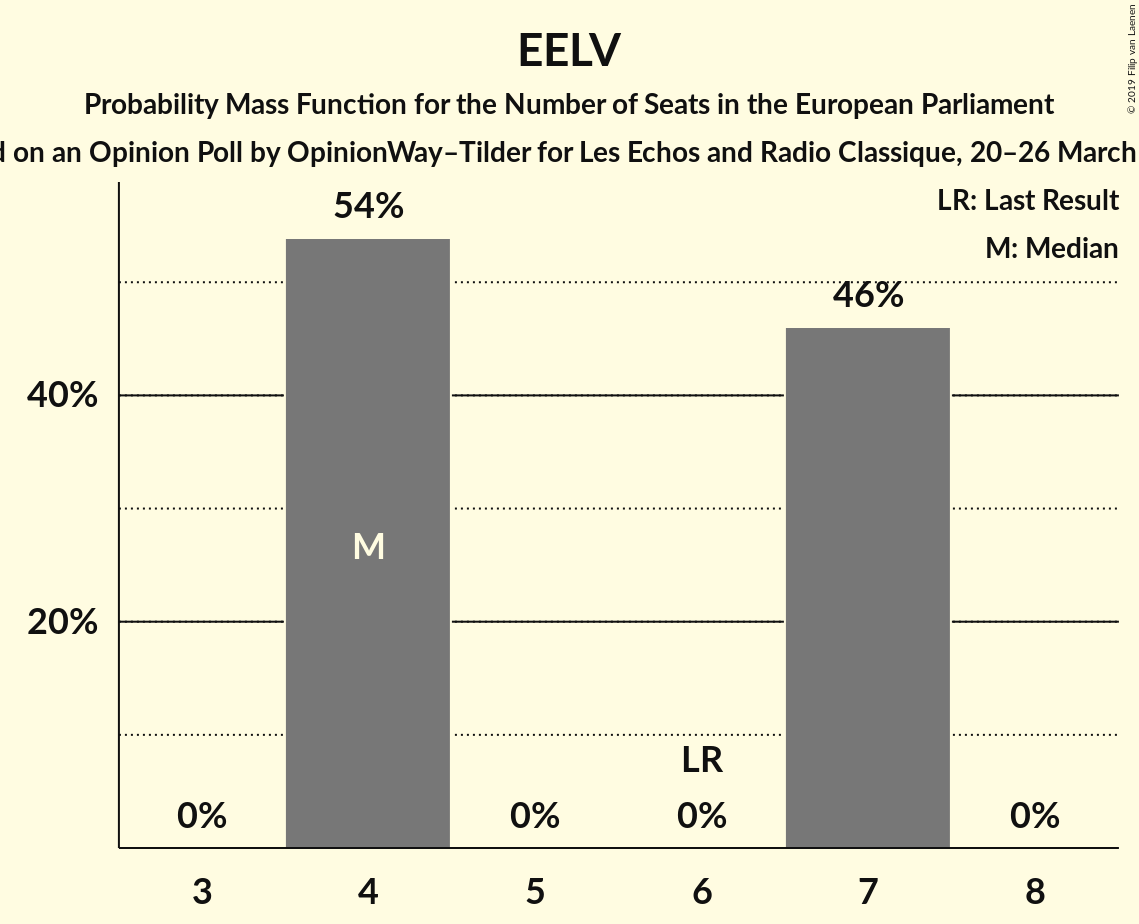 EELV
Probability Mass Function for the Number of Seats in the European Parliament
on an Opinion Poll by OpinionWay–Tilder for Les Echos and Radio Classique, 20–26 March
© 2019 Filip van Laenen
LR: Last Result
M: Median
54%
46%
40%
M
20%
LR
0% 0% 0% 0%
3 4 5 6 7 8